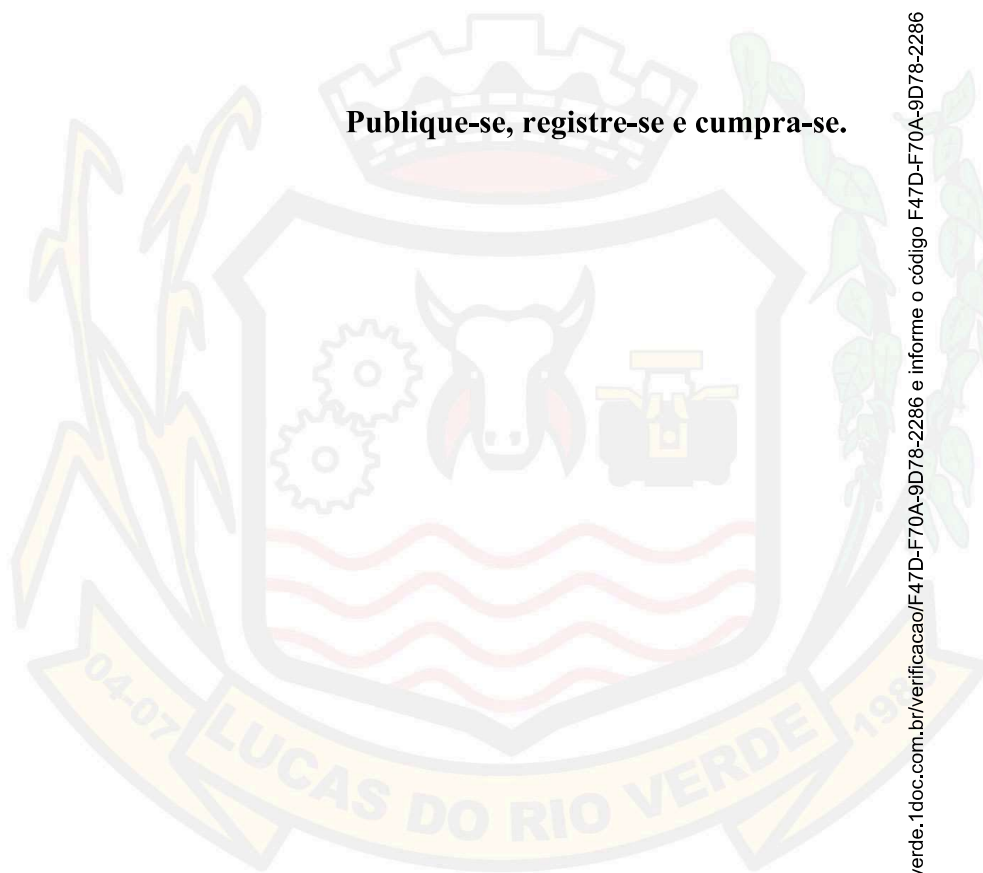 Publique-se, registre-se e cumpra-se.
04-07
LUCAS DO RIO VERDE
verde.1doc.com.br/verificacao/F47D-F70A-9D78-2286 e informe o código F47D-F70A-9D78-2286